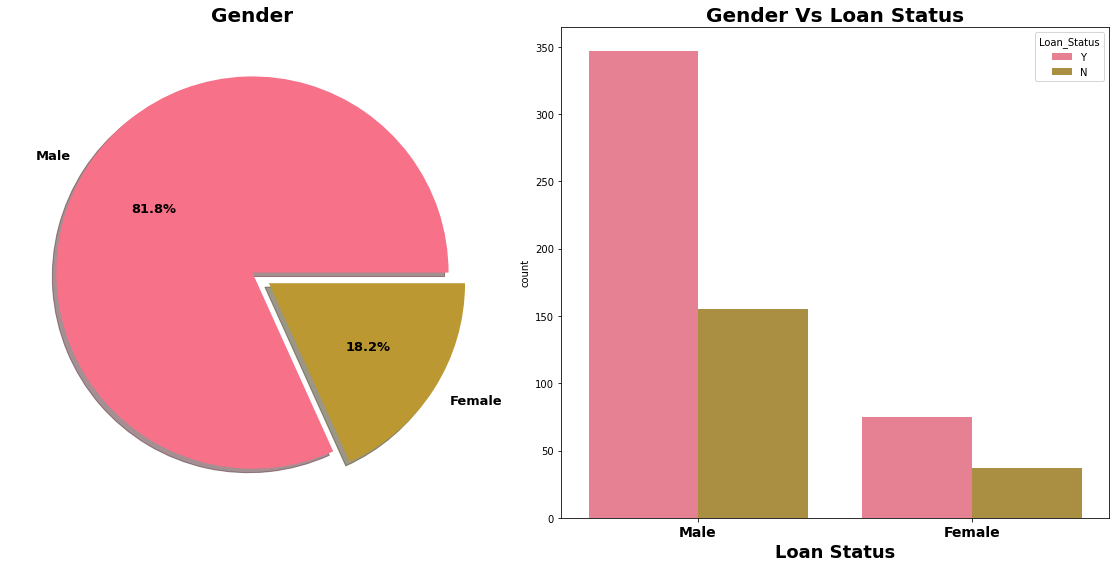 Gender
Male
81.8%
18.2%
Female
Gender Vs Loan Status
Loan_Status
Y
N
350
300
250
200
150
100
50
0
count
Male
Female
Loan Status